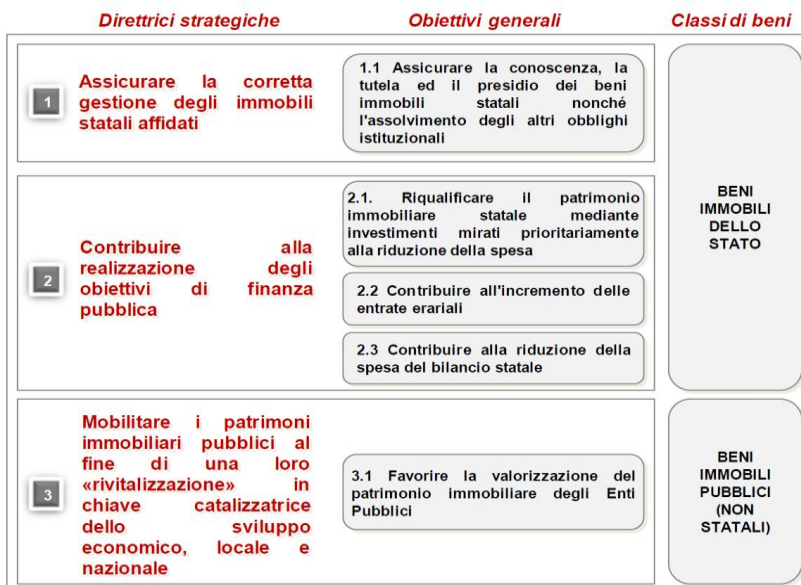 Direttrici strategiche
Obiettivi generali
Classi di beni
1
Assicurare la corretta
gestione degli immobili
statali affidati
1.1 Assicurare la conoscenza, la
tutela ed il presidio dei beni
immobili statali nonché
l'assolvimento degli altri obblighi
istituzionali
2
Contribuire alla
realizzazione degli
obiettivi di finanza
pubblica
2.1. Riqualificare il patrimonio
immobiliare statale mediante
investimenti mirati prioritariamente
alla riduzione della spesa
2.2 Contribuire all'incremento delle
entrate erariali
2.3 Contribuire alla riduzione della
spesa del bilancio statale
BENI
IMMOBILI
DELLO
STATO
3
Mobilitare i patrimoni
immobiliari pubblici al
fine di una loro
«rivitalizzazione» in
chiave catalizzatrice
dello sviluppo
economico, locale e
nazionale
3.1 Favorire la valorizzazione del
patrimonio immobiliare degli Enti
Pubblici
BENI
IMMOBILI
PUBBLICI
(NON
STATALI)